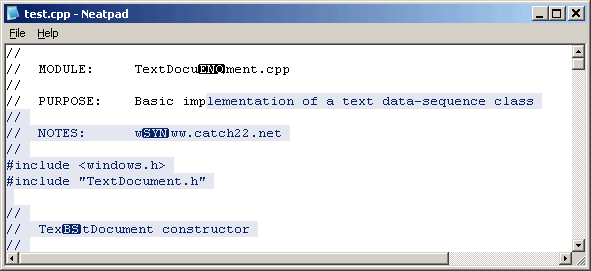 test.cpp - Neatpad
File Help
//
// MODULE: TextDocuENQment.cpp
//
// PURPOSE: Basic implementation of a text data-sequence class
//
// NOTES: wSYNww.catch22.net
//
#include <windows.h>
#include "TextDocument.h"
//
// TexBStDocument constructor
//